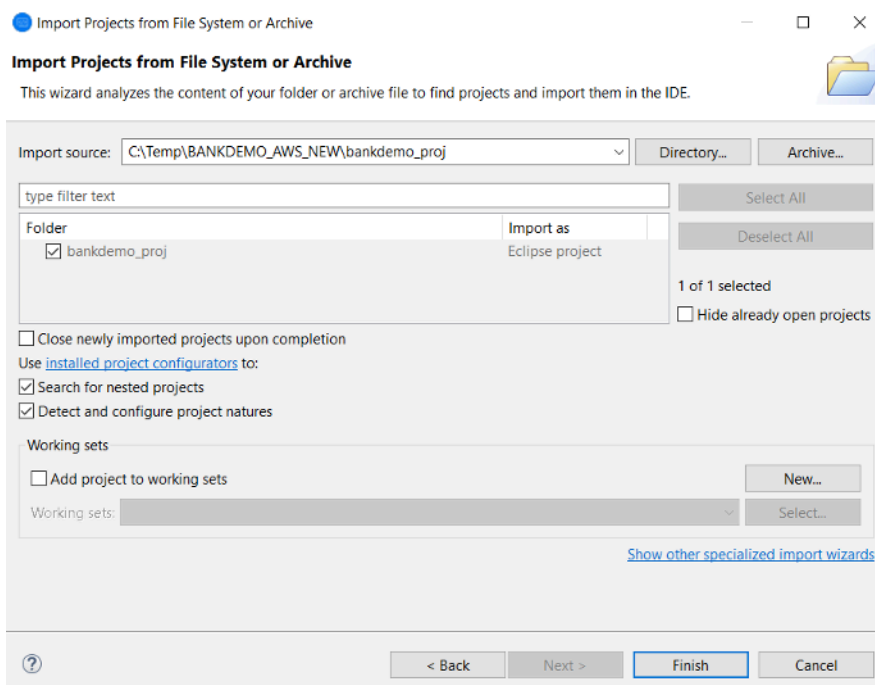 Import Projects from File System or Archive
Import Projects from File System or Archive
This wizard analyzes the content of your folder or archive file to find projects and import them in the IDE.
Import source: C:\Temp\BANKDEMO_AWS_NEW\bankdemo_proj Directory... Archive...
type filter text Select All
Folder Import as
Deselect All
bankdemo_proj Eclipse project
1 of 1 selected
Hide already open projects
Close newly imported projects upon completion
Use installed project configurators to:
Search for nested projects
Detect and configure project natures
Working sets
Add project to working sets New...
Working sets: Select...
Show other specialized import wizards
? < Back Next > Finish Cancel